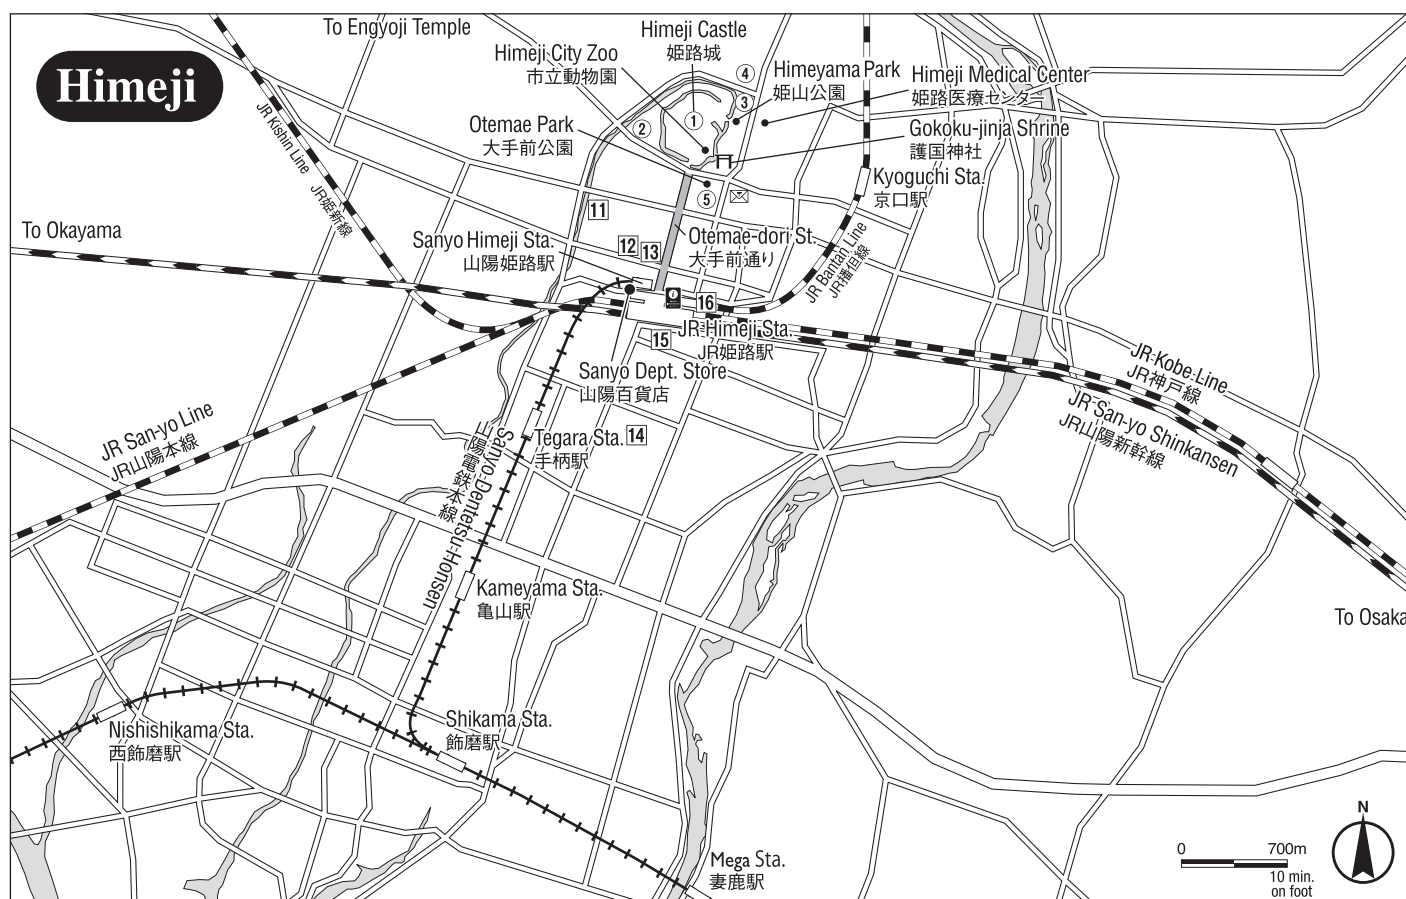 Himeji
To Engyoji Temple
Himeji Castle
姫路城
Himeji City Zoo
市立動物園
Himeyama Park
姫山公園
Himeji Medical Center
姫路医療センター
Otemae Park
大手前公園
Gokoku-jinja Shrine
護国神社
Kyoguchi Sta.
京口駅
JR Kishin Line JR姫新線
To Okayama
Sanyo Himeji Sta.
山陽姫路駅
Otemae-dori St.
大手前通り
JR Bantan Line
JR播但線
4
3
1
2
5
11
12
13
16
15
14
JR Himeji Sta.
JR姫路駅
Sanyo Dept. Store
山陽百貨店
JR Kobe Line
JR神戸線
JR San-yo Shinkansen
JR山陽新幹線
JR San-yo Line
JR山陽本線
Tegara Sta.
手柄駅
Sanyo-Dentetsu-Honsen
山陽電鉄本線
Kameyama Sta.
亀山駅
To Osaka
Nishishikama Sta.
西飾磨駅
Shikama Sta.
飾磨駅
Mega Sta.
妻鹿駅
N
0 700m
10 min.
on foot